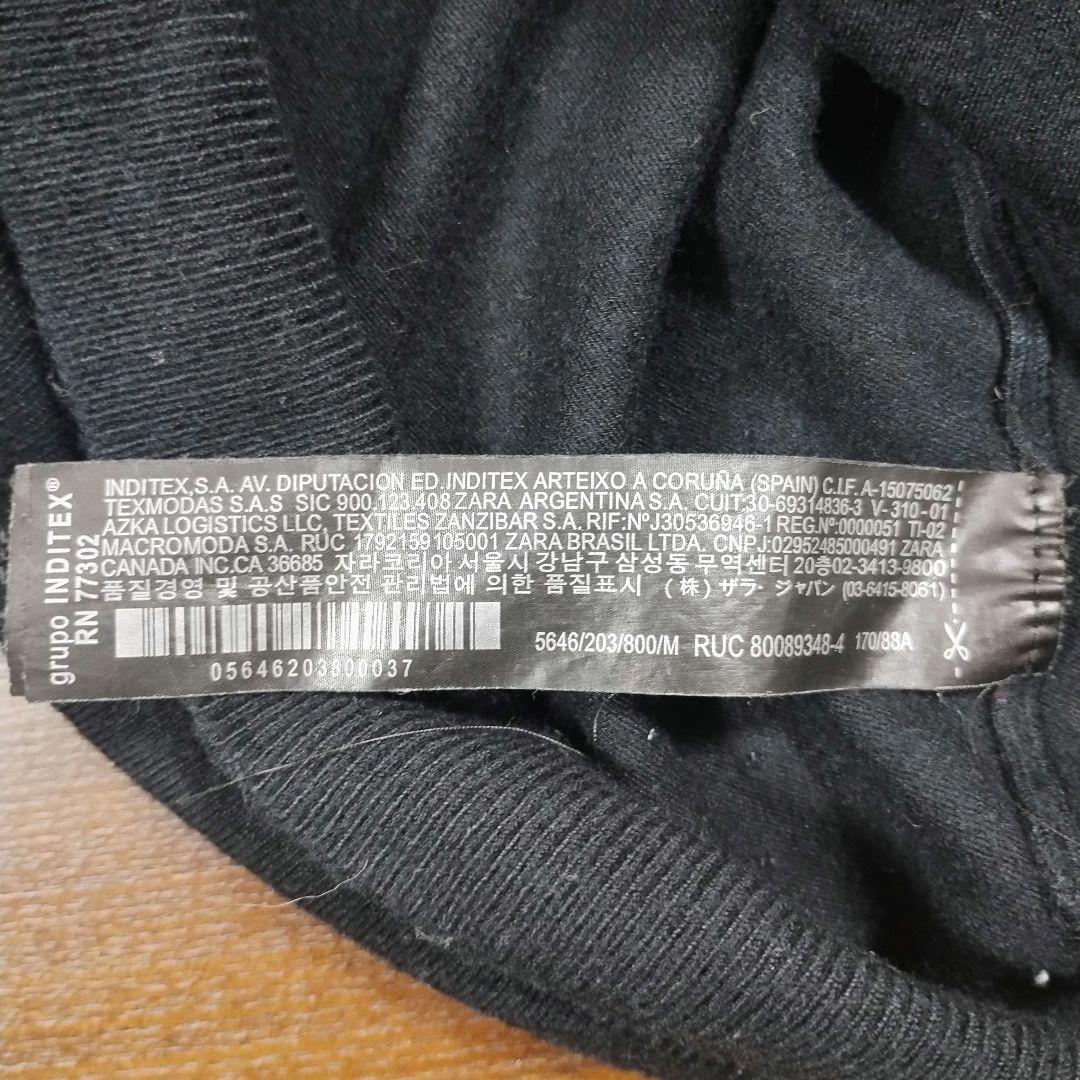 grupo INDITEX®
RN 77302
INDITEX,S.A. AV. DIPUTACION ED.INDITEX ARTEIXO A CORUÑA (SPAIN) C.I.F. A-15075062
TEXMODAS S.A.S SIC 900.123.408 ZARA ARGENTINA S.A. CUIT:30-69314836-3 V-310-01
AZKA LOGISTICS LLC, TEXTILES ZANZIBAR S.A. RIF:NºJ30536946-1 REG.Nº:0000051 TI-02
MACROMODA S.A. RUC 1792159105001 ZARA BRASIL LTDA. CNPJ:02952485000491 ZARA
CANADA INC.CA 36685 자라코리아 서울시 강남구 삼성동 무역센터 20층02-3413-9800
품질경영 및 공산품안전 관리법에 의한 품질표시 (株) ザラ・ジャパン (03-6415-8061)
5646/203/800/M RUC 80089348-4 170/88A
05646203800037